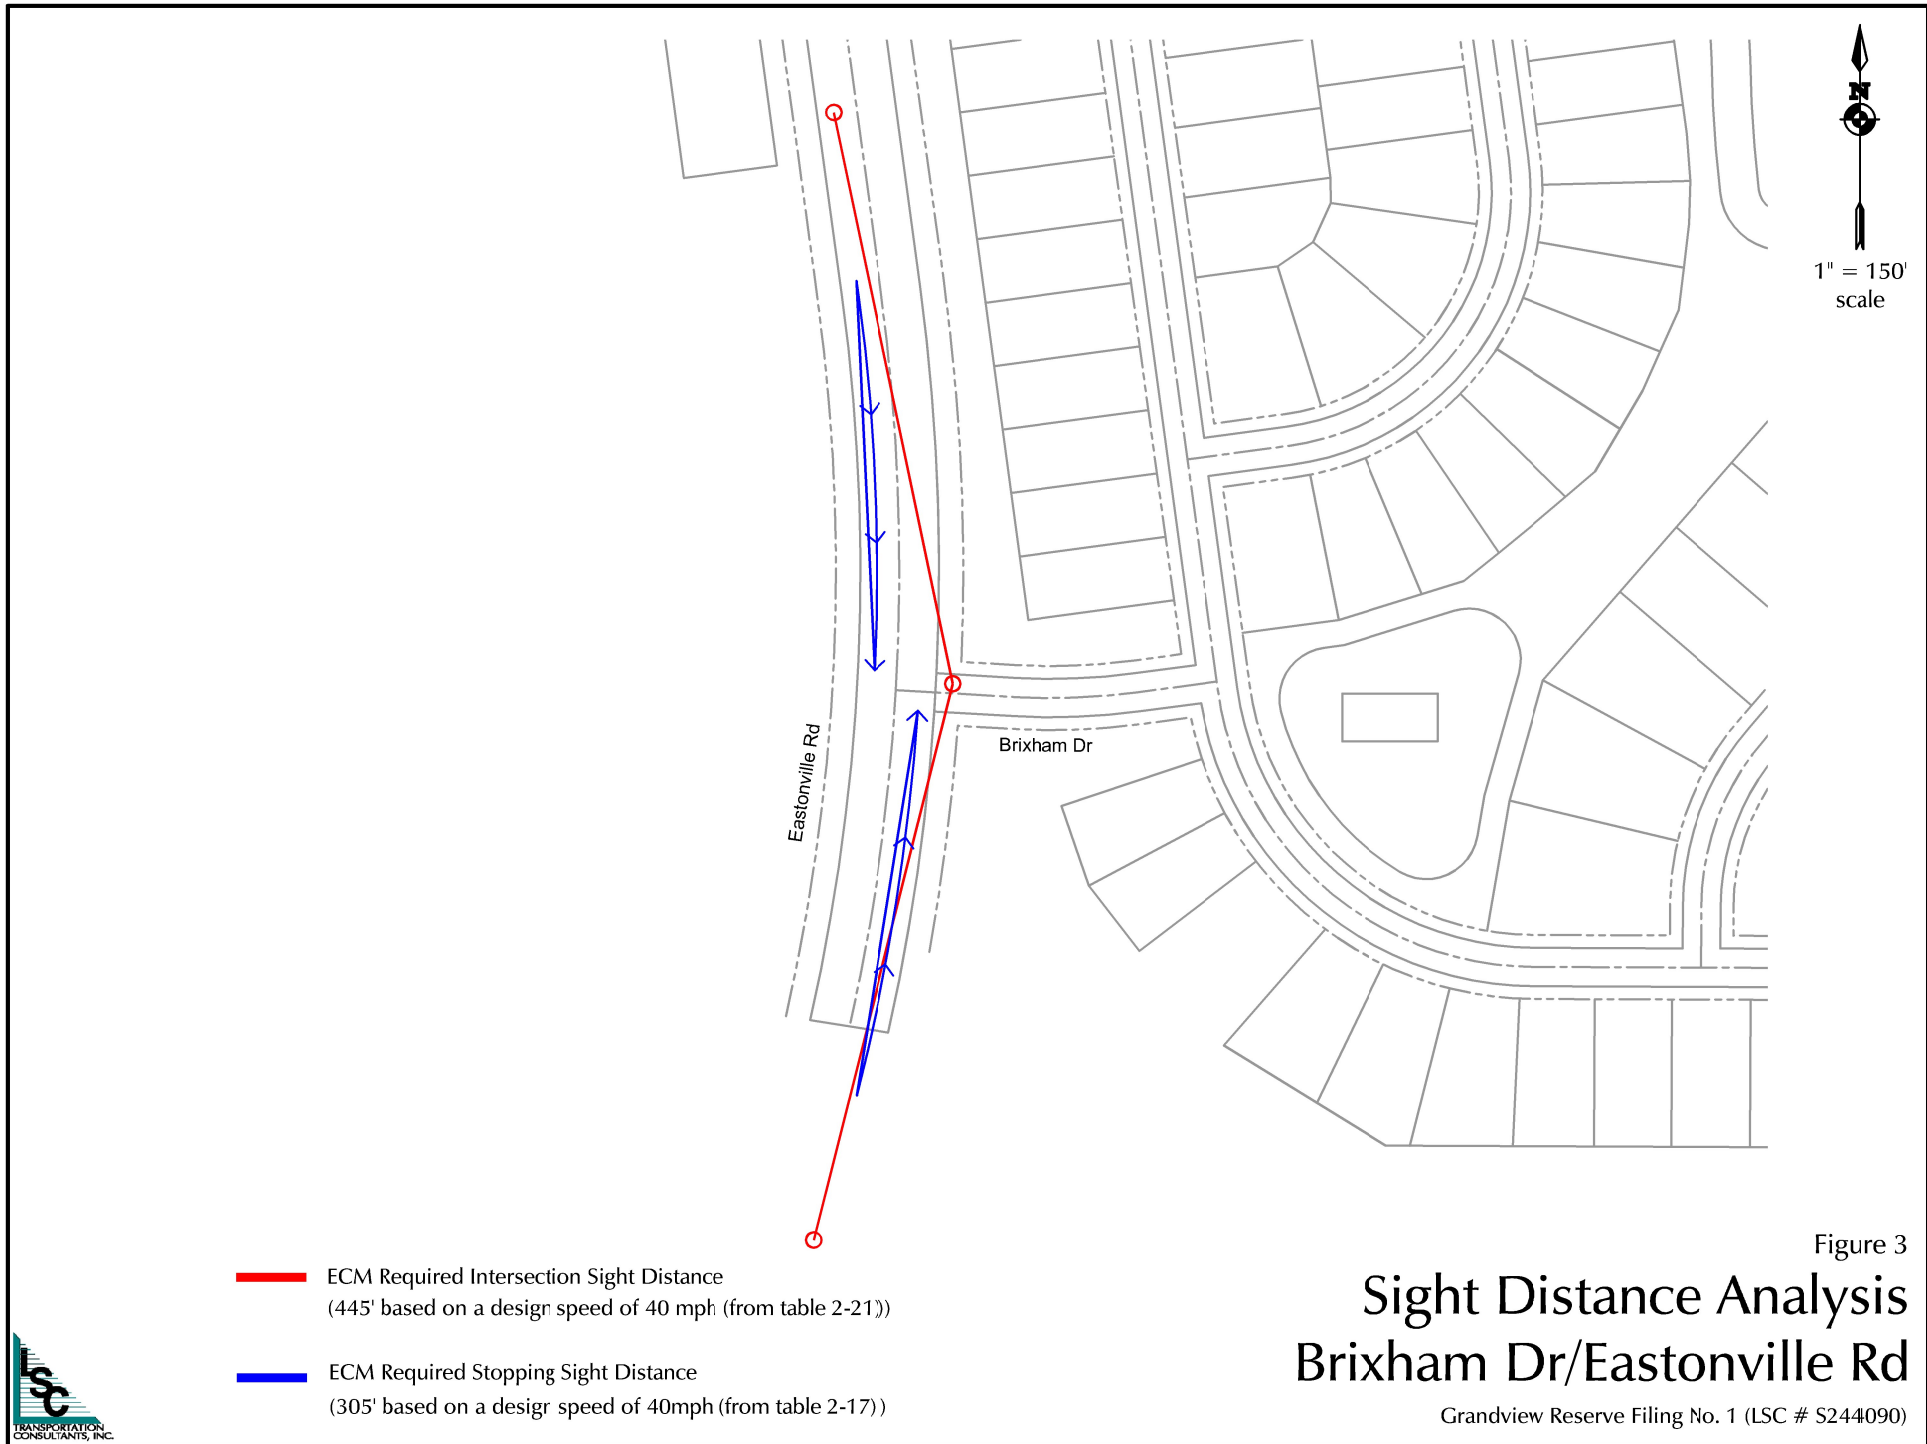 N
1" = 150'
scale
Eastonville Rd
Brixham Dr
Figure 3
Sight Distance Analysis
Brixham Dr/Eastonville Rd
Grandview Reserve Filing No. 1 (LSC # S244090)
ECM Required Intersection Sight Distance
(445' based on a design speed of 40 mph (from table 2-21))
ECM Required Stopping Sight Distance
(305' based on a design speed of 40mph (from table 2-17))
LSC
TRANSPORTATION
CONSULTANTS, INC.